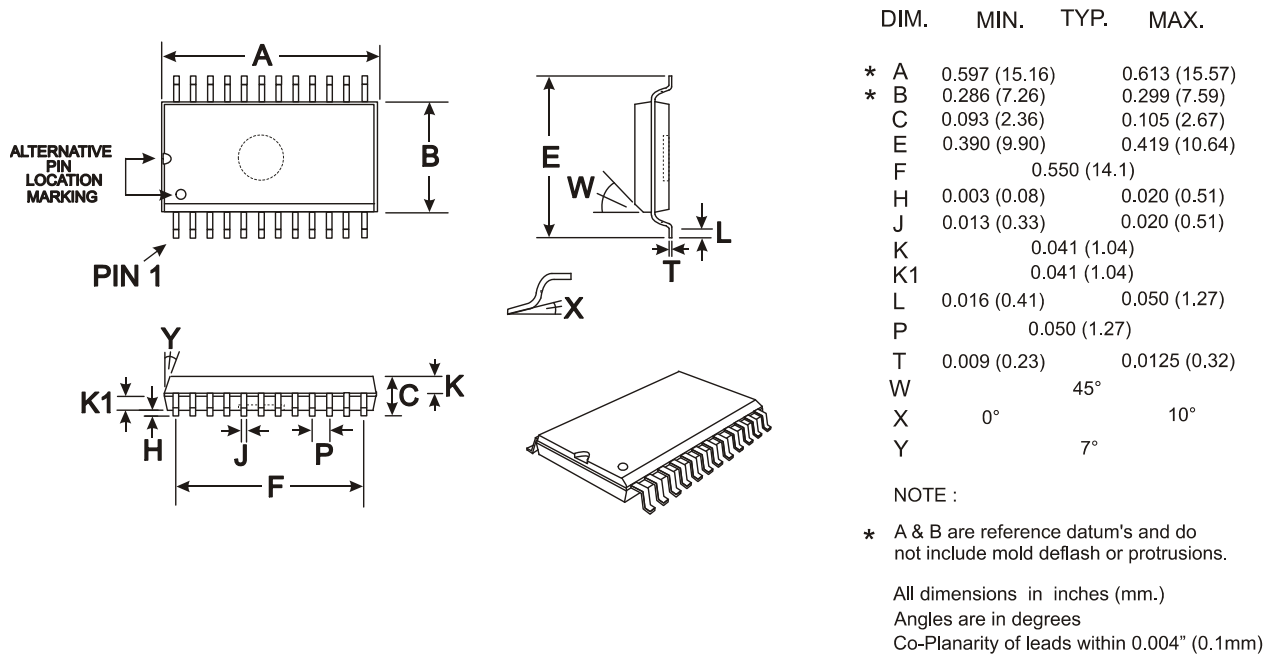 A
B
ALTERNATIVE
PIN
LOCATION
MARKING
PIN 1
E
W
L
T
X
Y
K1
H
J
P
F
C
K
DIM. MIN. TYP. MAX.
* A 0.597 (15.16) 0.613 (15.57)
* B 0.286 (7.26) 0.299 (7.59)
C 0.093 (2.36) 0.105 (2.67)
E 0.390 (9.90) 0.419 (10.64)
F 0.550 (14.1)
H 0.003 (0.08) 0.020 (0.51)
J 0.013 (0.33) 0.020 (0.51)
K 0.041 (1.04)
K1 0.041 (1.04)
L 0.016 (0.41) 0.050 (1.27)
P 0.050 (1.27)
T 0.009 (0.23) 0.0125 (0.32)
W 45°
X 0° 10°
Y 7°
NOTE :
* A & B are reference datum's and do
not include mold deflash or protrusions.
All dimensions in inches (mm.)
Angles are in degrees
Co-Planarity of leads within 0.004" (0.1mm)